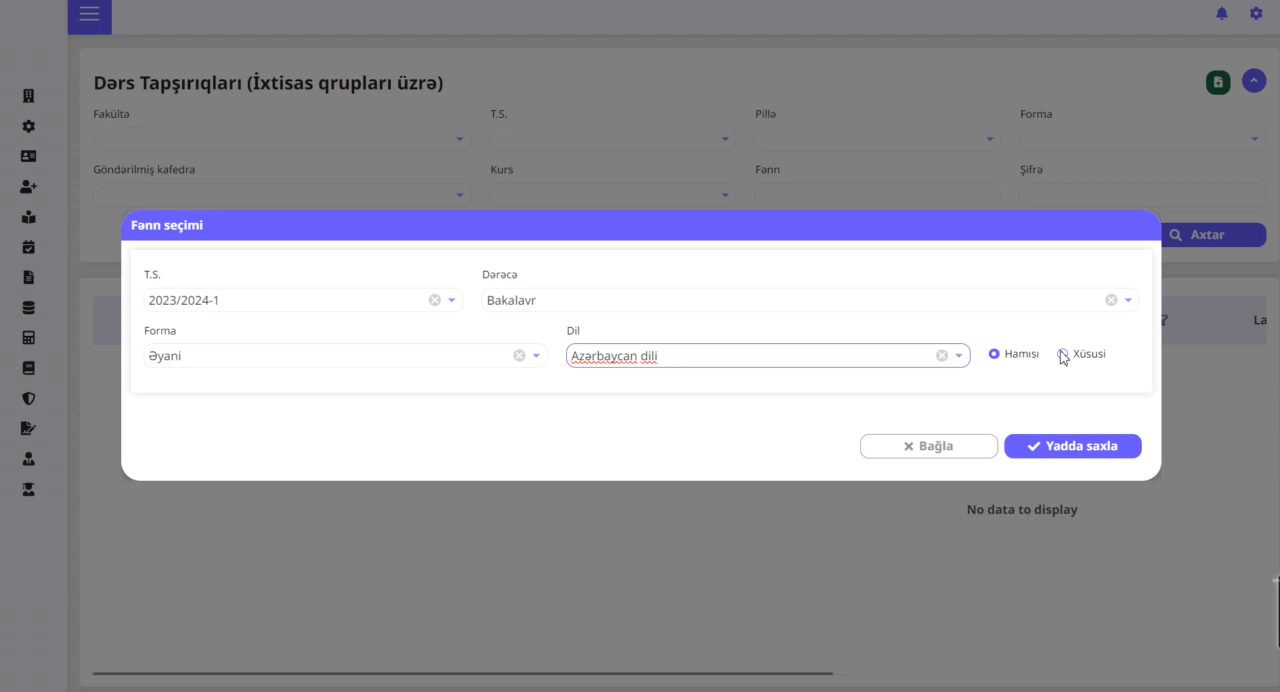 Dərs Tapşırıqları (İxtisas qrupları üzrə)
Fakültə
T.S.
Pillə
Forma
Göndərilmiş kafedra
Kurs
Fənn
Şifrə
Axtar
Fənn seçimi
T.S.
Dərəcə
2023/2024-1
Bakalavr
Forma
Dil
Əyani
Azərbaycan dili
Hamısı
Xüsusi
La
Bağla
Yadda saxla
No data to display